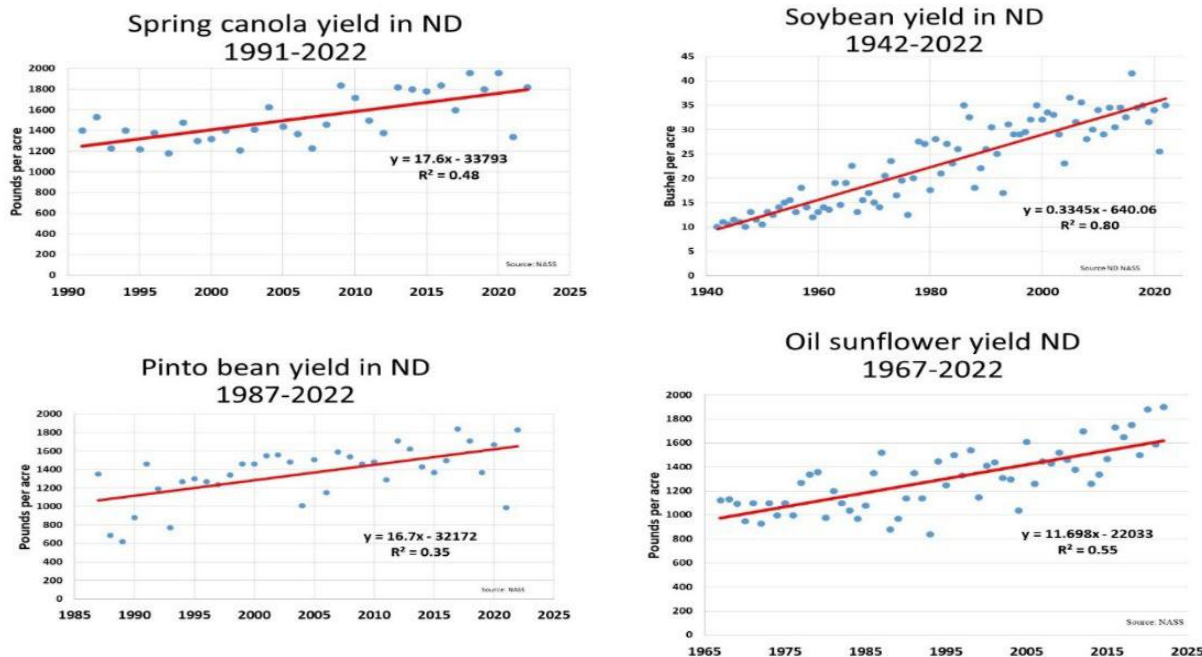 Spring canola yield in ND
1991-2022
Pounds per acre
2000
1800
1600
1400
1200
1000
800
600
400
200
0
y = 17.6x - 33793
R² = 0.48
Source: NASS
1990 1995 2000 2005 2010 2015 2020 2025
Soybean yield in ND
1942-2022
Bushel per acre
45
40
35
30
25
20
15
10
5
0
y = 0.3345x - 640.06
R² = 0.80
Source ND NASS
1940 1960 1980 2000 2020
Pinto bean yield in ND
1987-2022
Pounds per acre
2000
1800
1600
1400
1200
1000
800
600
400
200
0
y = 16.7x - 32172
R² = 0.35
Source: NASS
1985 1990 1995 2000 2005 2010 2015 2020 2025
Oil sunflower yield ND
1967-2022
Pounds per acre
2000
1800
1600
1400
1200
1000
800
600
400
200
0
y = 11.698x - 22033
R² = 0.55
Source: NASS
1965 1975 1985 1995 2005 2015 2025